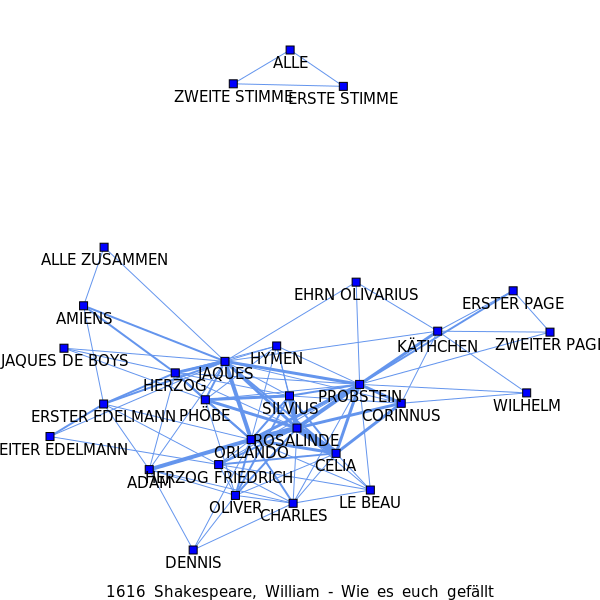 ALLE
ZWEITE STIMME
ERSTE STIMME
ALLE ZUSAMMEN
EHRN OLIVARIUS
ERSTER PAGE
AMIENS
KÄTHCHEN
ZWEITER PAGE
JAQUES DE BOYS
HYMEN
JAQUES
HERZOG
PROBSTEIN
ERSTER EDELMANN
PHÖBE
SILVIUS
CORINNUS
WILHELM
EITER EDELMANN
ROSALINDE
ORLANDO
CELIA
ADAM
HERZOG FRIEDRICH
OLIVER
CHARLES
LE BEAU
DENNIS
1616 Shakespeare, William - Wie es euch gefällt